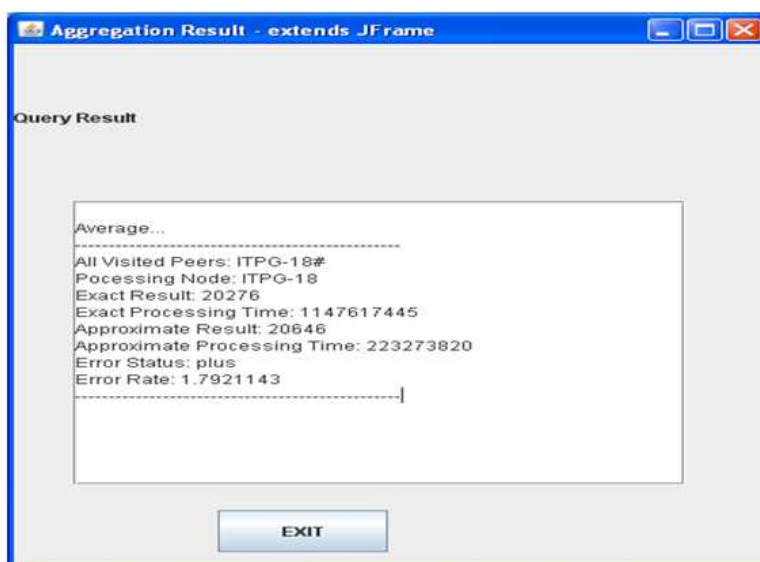 Aggregation Result - extends JFrame
Query Result
Average...
------------------------------------------------
All Visited Peers: ITPG-18#
Pocessing Node: ITPG-18
Exact Result: 20276
Exact Processing Time: 1147617445
Approximate Result: 20646
Approximate Processing Time: 223273820
Error Status: plus
Error Rate: 1.7921143
------------------------------------------------
EXIT